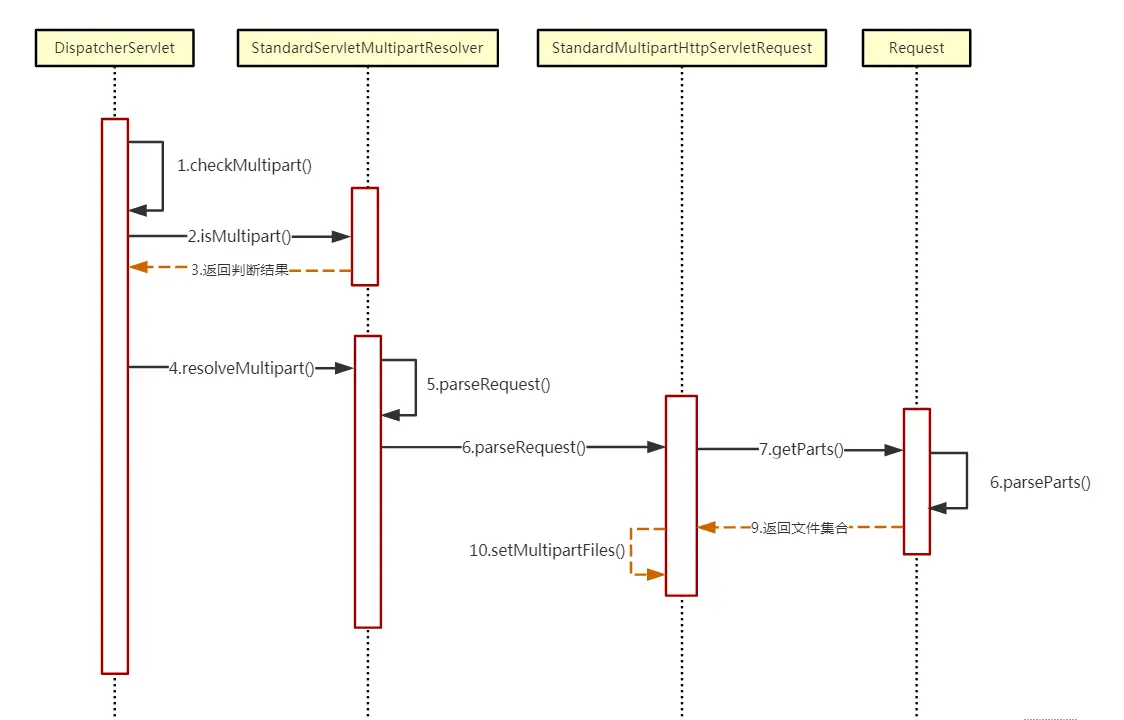 DispatcherServlet
StandardServletMultipartResolver
StandardMultipartHttpServletRequest
Request
1.checkMultipart()
2.isMultipart()
3.返回判断结果
4.resolveMultipart()
5.parseRequest()
6.parseRequest()
7.getParts()
6.parseParts()
9.返回文件集合
10.setMultipartFiles()